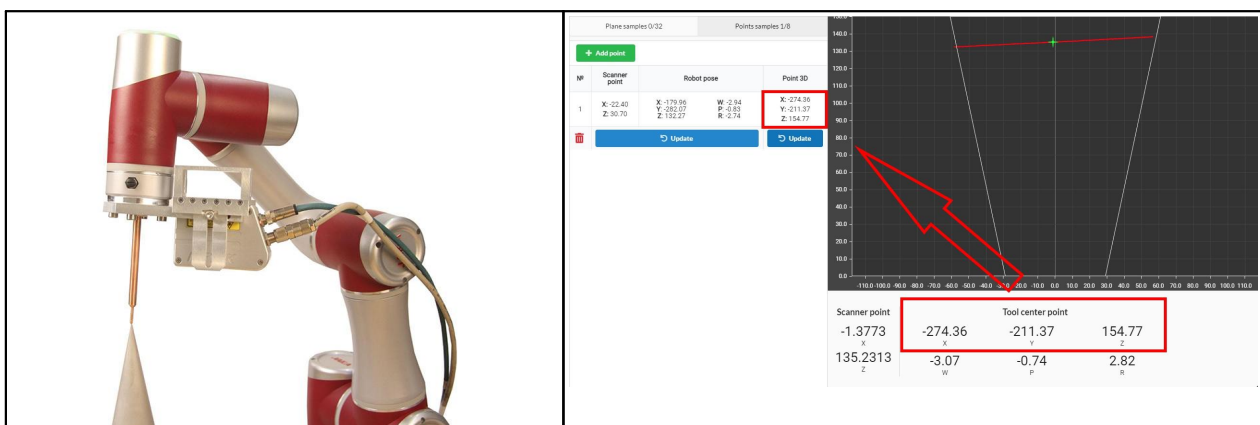 Plane samples 0/32 Points samples 1/8
+ Add point
Nº Scanner point Robot pose Point 3D
1 X: -22.40 X: -179.96 W: -2.94 X: -274.36
Z: 30.70 Y: -282.07 P: -0.83 Y: -211.37
Z: 132.27 R: -2.74 Z: 154.77
Update Update
150.0
140.0
130.0
120.0
110.0
100.0
90.0
80.0
70.0
60.0
50.0
40.0
30.0
20.0
10.0
0.0
-110.0 -100.0 -90.0 -80.0 -70.0 -60.0 -50.0 -40.0 -30.0 -20.0 -10.0 0.0 10.0 20.0 30.0 40.0 50.0 60.0 70.0 80.0 90.0 100.0 110.0
Scanner point Tool center point
-1.3773 -274.36 -211.37 154.77
X X Y Z
135.2313 -3.07 -0.74 2.82
Z W P R